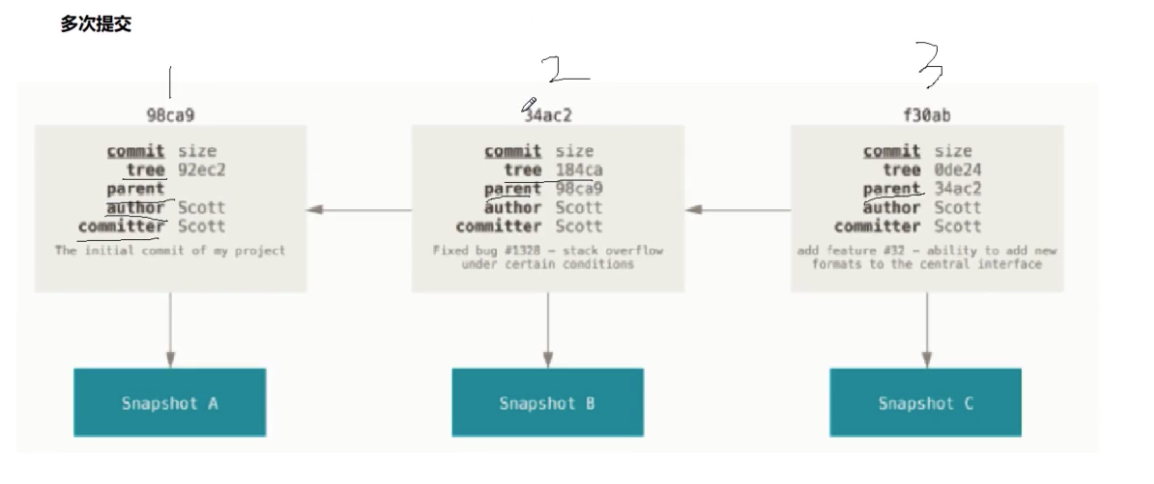 多次提交
1
2
3
98ca9
commit size
tree 92ec2
parent
author Scott
committer Scott
The initial commit of my project
34ac2
commit size
tree 184ca
parent 98ca9
author Scott
committer Scott
Fixed bug #1328 – stack overflow
under certain conditions
f30ab
commit size
tree 0de24
parent 34ac2
author Scott
committer Scott
add feature #32 – ability to add new
formats to the central interface
Snapshot A
Snapshot B
Snapshot C